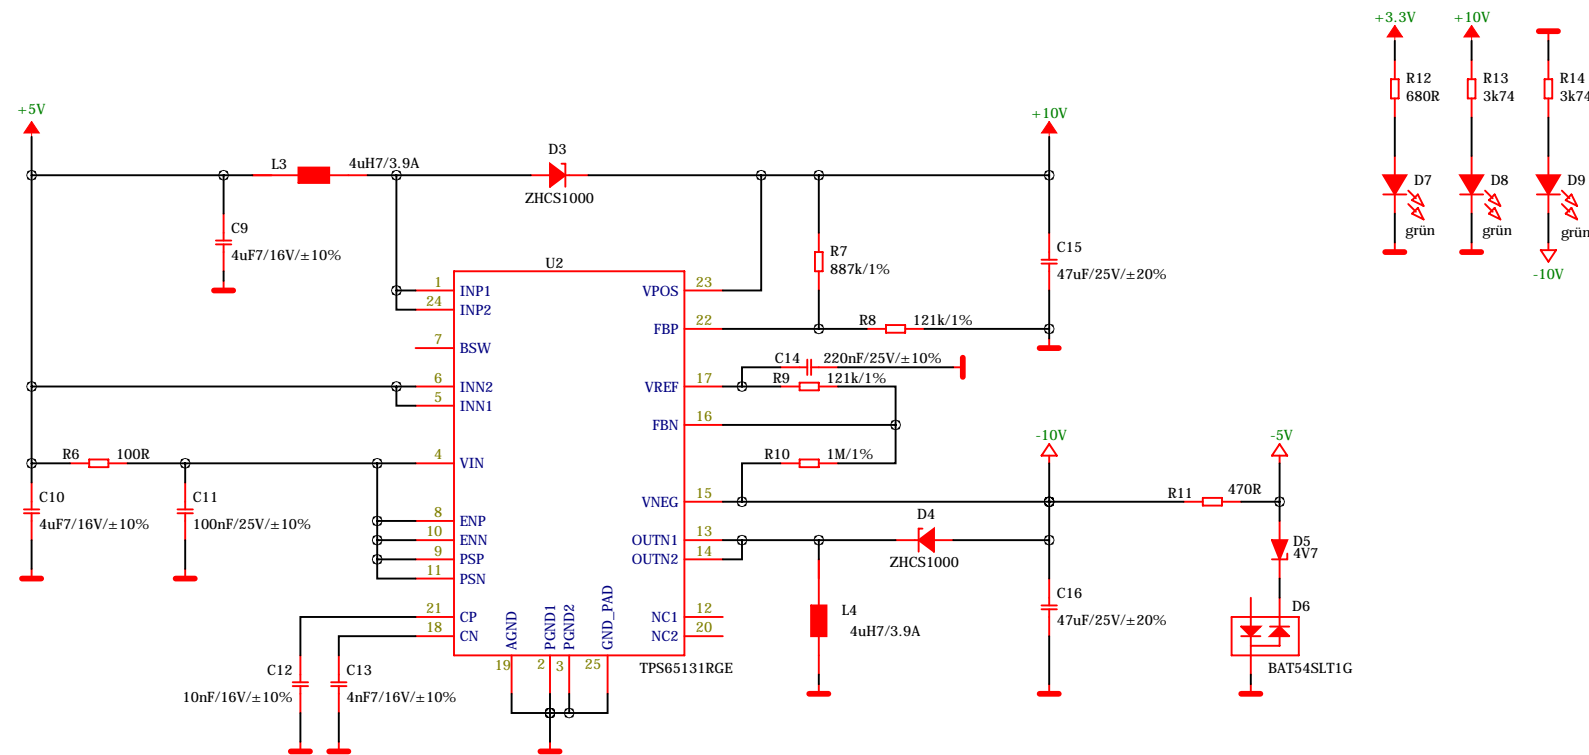 +3.3V
+10V
R12
680R
R13
3k74
R14
3k74
D7
grün
D8
grün
D9
grün
-10V
+5V
L3
4uH7/3.9A
D3
ZHCS1000
+10V
C9
4uF7/16V/±10%
R7
887k/1%
C15
47uF/25V/±20%
U2
1
INP1
24
INP2
7
BSW
6
INN2
5
INN1
4
VIN
8
ENP
10
ENN
9
PSP
11
PSN
21
CP
18
CN
VPOS
23
FBP
22
VREF
17
FBN
16
VNEG
15
OUTN1
13
OUTN2
14
NC1
12
NC2
20
AGND
PGND1
PGND2
GND_PAD
19
2
3
25
TPS65131RGE
R8
121k/1%
C14
220nF/25V/±10%
R9
121k/1%
R10
1M/1%
R6
100R
C10
4uF7/16V/±10%
C11
100nF/25V/±10%
C12
10nF/16V/±10%
C13
4nF7/16V/±10%
-10V
-5V
R11
470R
D4
ZHCS1000
D5
4V7
L4
4uH7/3.9A
C16
47uF/25V/±20%
D6
BAT54SLT1G